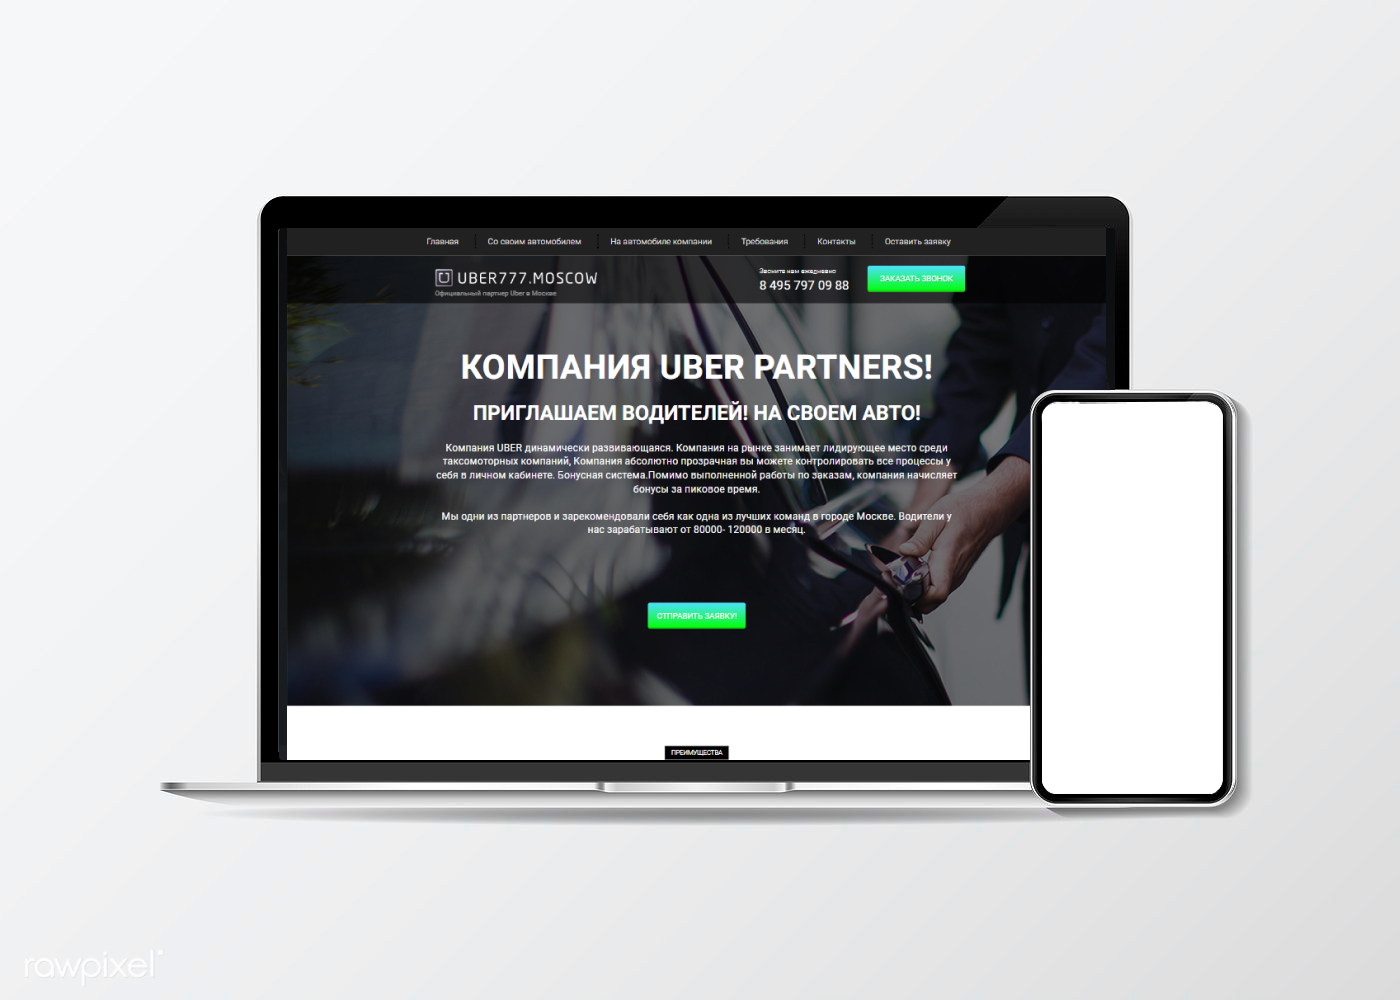 Главная Со своим автомобилем На автомобиле компании Требования Контакты Оставить заявку
UBER777.MOSCOW
Официальный партнер Uber в Москве
Звоните нам ежедневно
8 495 797 09 88
ЗАКАЗАТЬ ЗВОНОК
КОМПАНИЯ UBER PARTNERS!
ПРИГЛАШАЕМ ВОДИТЕЛЕЙ! НА СВОЕМ АВТО!
Компания UBER динамически развивающаяся. Компания на рынке занимает лидирующее место среди
таксомоторных компаний, Компания абсолютно прозрачная вы можете контролировать все процессы у
себя в личном кабинете. Бонусная система.Помимо выполненной работы по заказам, компания начисляет
бонусы за пиковое время.
Мы одни из партнеров и зарекомендовали себя как одна из лучших команд в городе Москве. Водители у
нас зарабатывают от 80000- 120000 в месяц.
ОТПРАВИТЬ ЗАЯВКУ!
ПРЕИМУЩЕСТВА
rawpixel